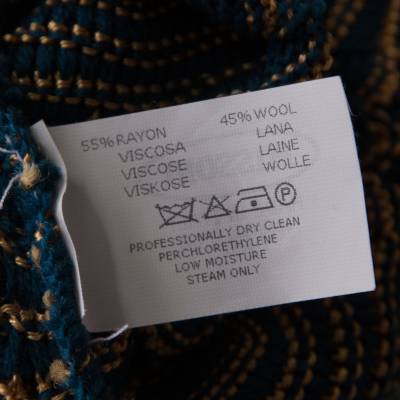 55% RAYON 45% WOOL
VISCOSA LANA
VISCOSE LAINE
VISKOSE WOLLE
P
PROFESSIONALLY DRY CLEAN
PERCHLORETHYLENE
LOW MOISTURE
STEAM ONLY